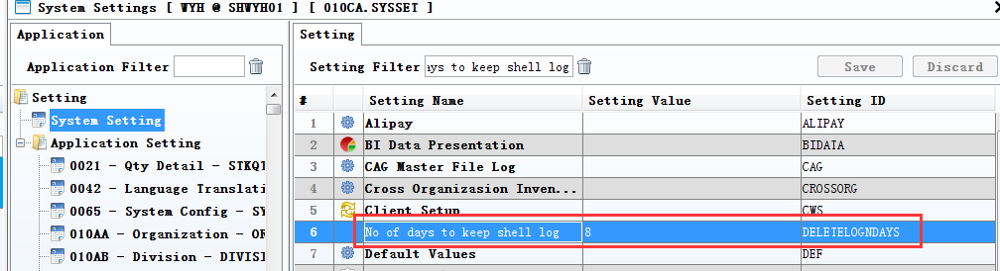 System Settings [ WYH @ SHWYH01 ] [ 010CA.SYSSET ]
Application
Application Filter
Setting
System Setting
Application Setting
0021 - Qty Detail - STKQT
0042 - Language Translati
0065 - System Config - SY
010AA - Organization - OR
010AB - Division - DIVISI
Setting
Setting Filter ys to keep shell log
Save Discard
# Setting Name Setting Value Setting ID
1 Alipay ALIPAY
2 BI Data Presentation BIDATA
3 CAG Master File Log CAG
4 Cross Organizasion Inven... CROSSORG
5 Client Setup CWS
6 No of days to keep shell log 8 DELETELOGNDAYS
7 Default Values DEF